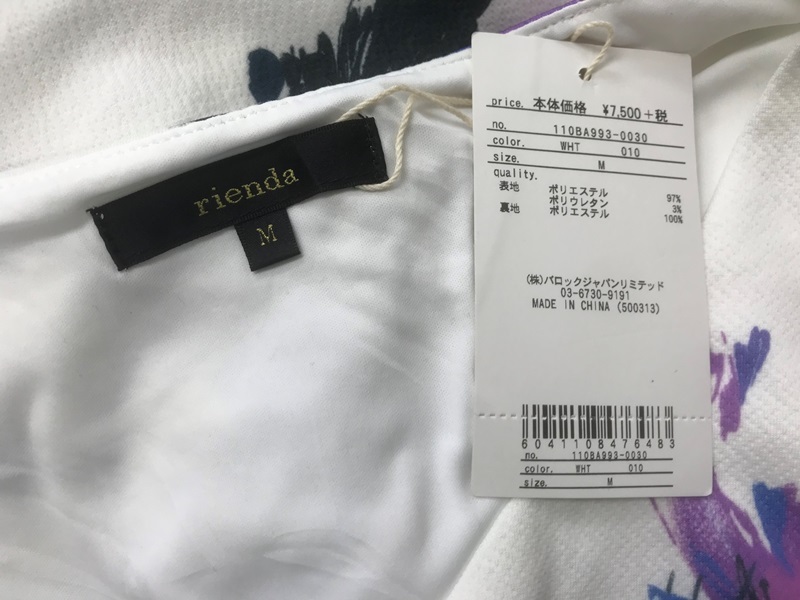 rienda
M
price. 本体価格 ¥7,500+税
no. 110BA993-0030
color. WHT 010
size. M
quality.
表地 ポリエステル 97%
ポリウレタン 3%
裏地 ポリエステル 100%
(株)バロックジャパンリミテッド
03-6730-9191
MADE IN CHINA (500313)
6041108476483
no. 110BA993-0030
color. WHT 010
size. M